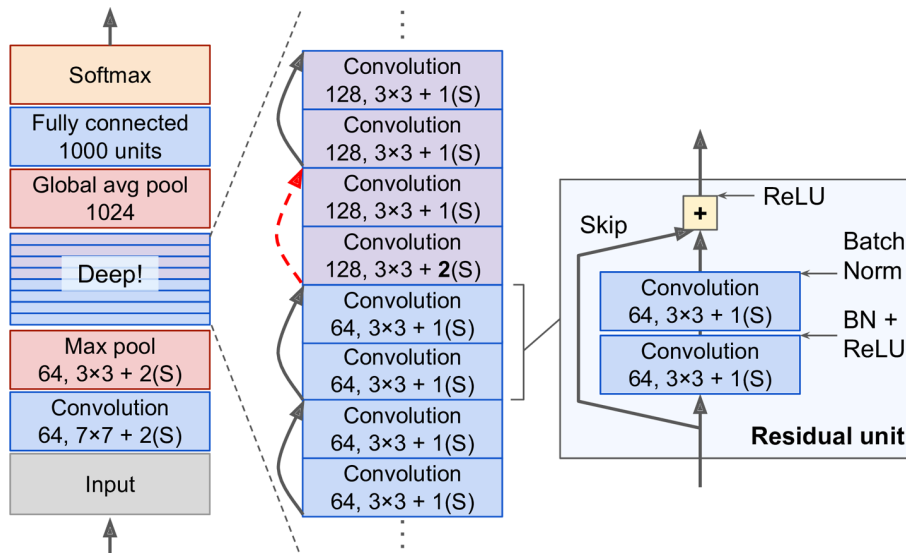 Softmax
Fully connected
1000 units
Global avg pool
1024
Deep!
Max pool
64, 3×3 + 2(S)
Convolution
64, 7×7 + 2(S)
Input
Convolution
128, 3×3 + 1(S)
Convolution
128, 3×3 + 1(S)
Convolution
128, 3×3 + 1(S)
Convolution
128, 3×3 + 2(S)
Convolution
64, 3×3 + 1(S)
Convolution
64, 3×3 + 1(S)
Convolution
64, 3×3 + 1(S)
Convolution
64, 3×3 + 1(S)
+
ReLU
Skip
Batch
Norm
Convolution
64, 3×3 + 1(S)
BN +
ReLU
Convolution
64, 3×3 + 1(S)
Residual unit